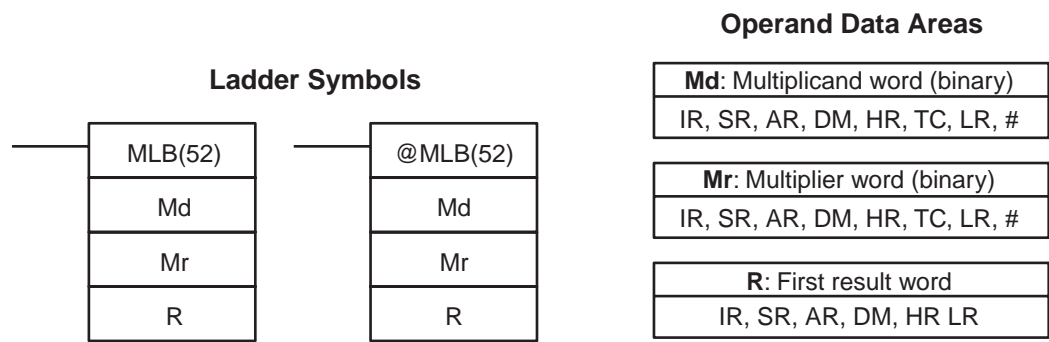 Ladder Symbols
MLB(52)
Md
Mr
R
@MLB(52)
Md
Mr
R
Operand Data Areas
Md: Multiplicand word (binary)
IR, SR, AR, DM, HR, TC, LR, #
Mr: Multiplier word (binary)
IR, SR, AR, DM, HR, TC, LR, #
R: First result word
IR, SR, AR, DM, HR LR